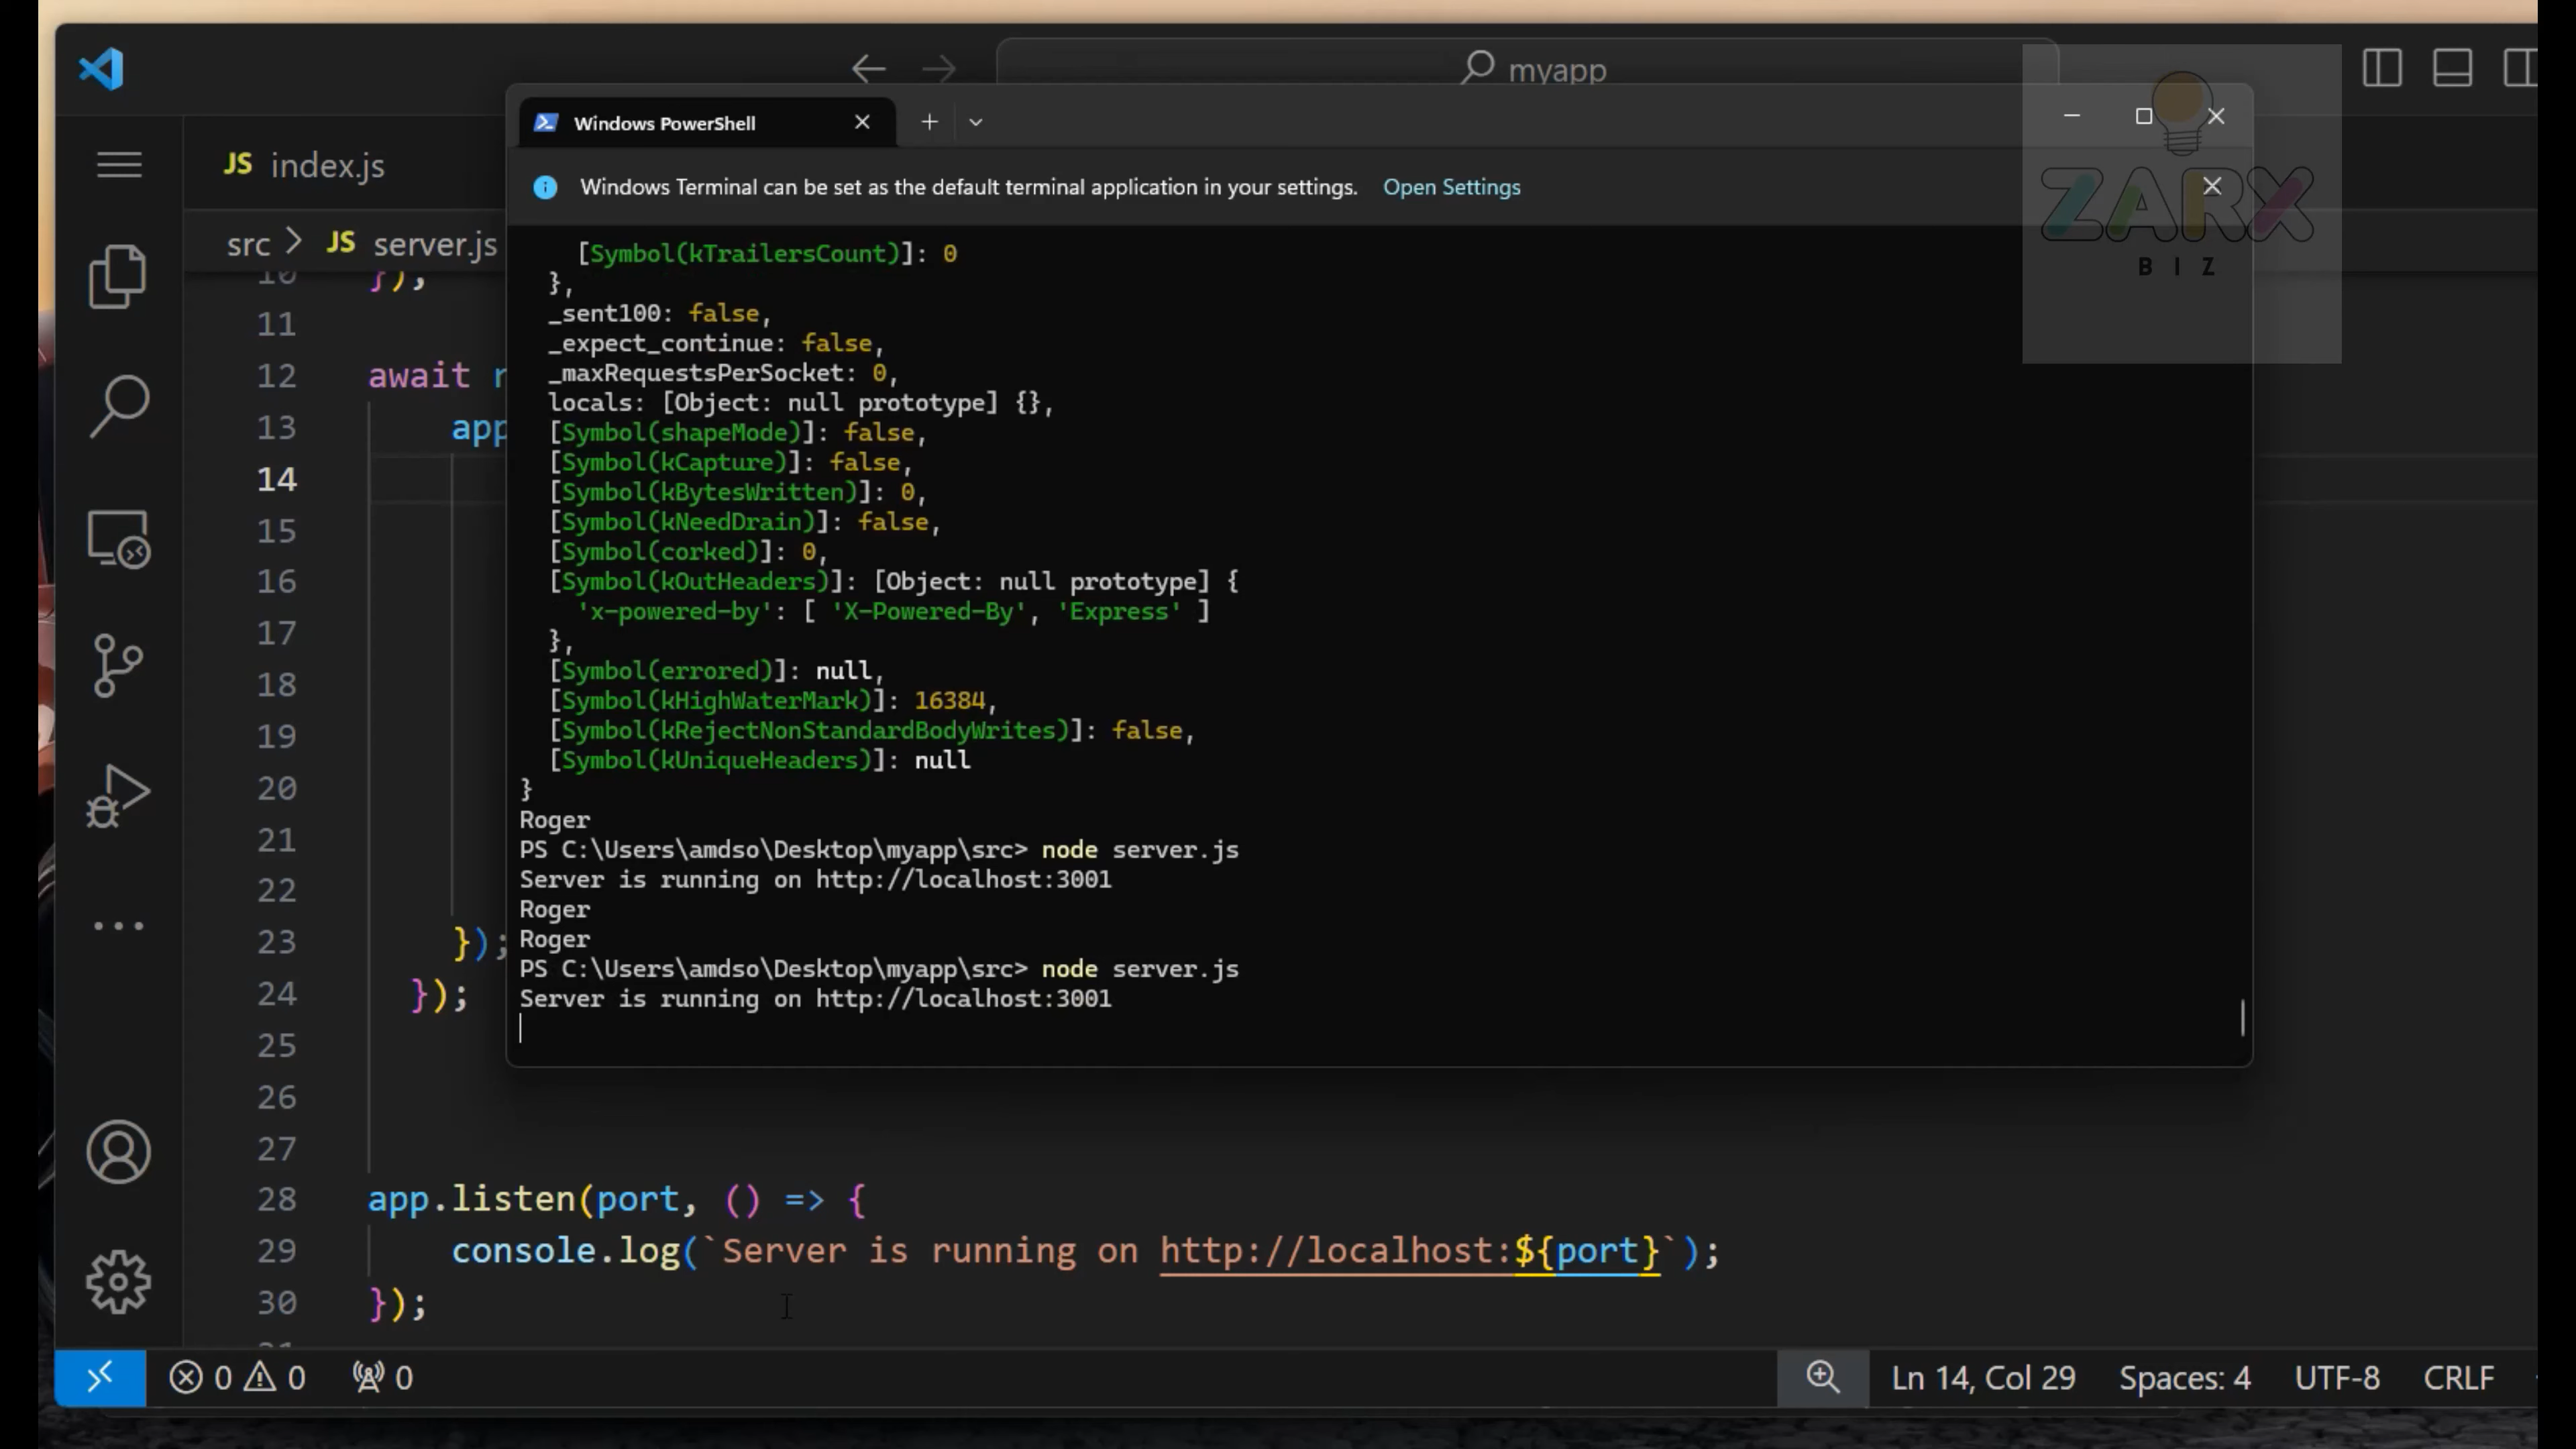 myapp
Windows PowerShell
Windows Terminal can be set as the default terminal application in your settings. Open Settings
ZARX
BIZ
JS index.js
src > JS server.js
[Symbol(kTrailersCount)]: 0
},
_sent100: false,
_expect_continue: false,
_maxRequestsPerSocket: 0,
locals: [Object: null prototype] {},
[Symbol(shapeMode)]: false,
[Symbol(kCapture)]: false,
[Symbol(kBytesWritten)]: 0,
[Symbol(kNeedDrain)]: false,
[Symbol(corked)]: 0,
[Symbol(kOutHeaders)]: [Object: null prototype] {
'x-powered-by': [ 'X-Powered-By', 'Express' ]
},
[Symbol(errored)]: null,
[Symbol(kHighWaterMark)]: 16384,
[Symbol(kRejectNonStandardBodyWrites)]: false,
[Symbol(kUniqueHeaders)]: null
}
Roger
PS C:\Users\amdso\Desktop\myapp\src> node server.js
Server is running on http://localhost:3001
Roger
Roger
PS C:\Users\amdso\Desktop\myapp\src> node server.js
Server is running on http://localhost:3001
10 });
11
12 await r
13 app
14
15
16
17
18
19
20
21
22
23 });
24 });
25
26
27
28 app.listen(port, () => {
29 console.log(`Server is running on http://localhost:${port}`);
30 });
0 0 0
Ln 14, Col 29 Spaces: 4 UTF-8 CRLF